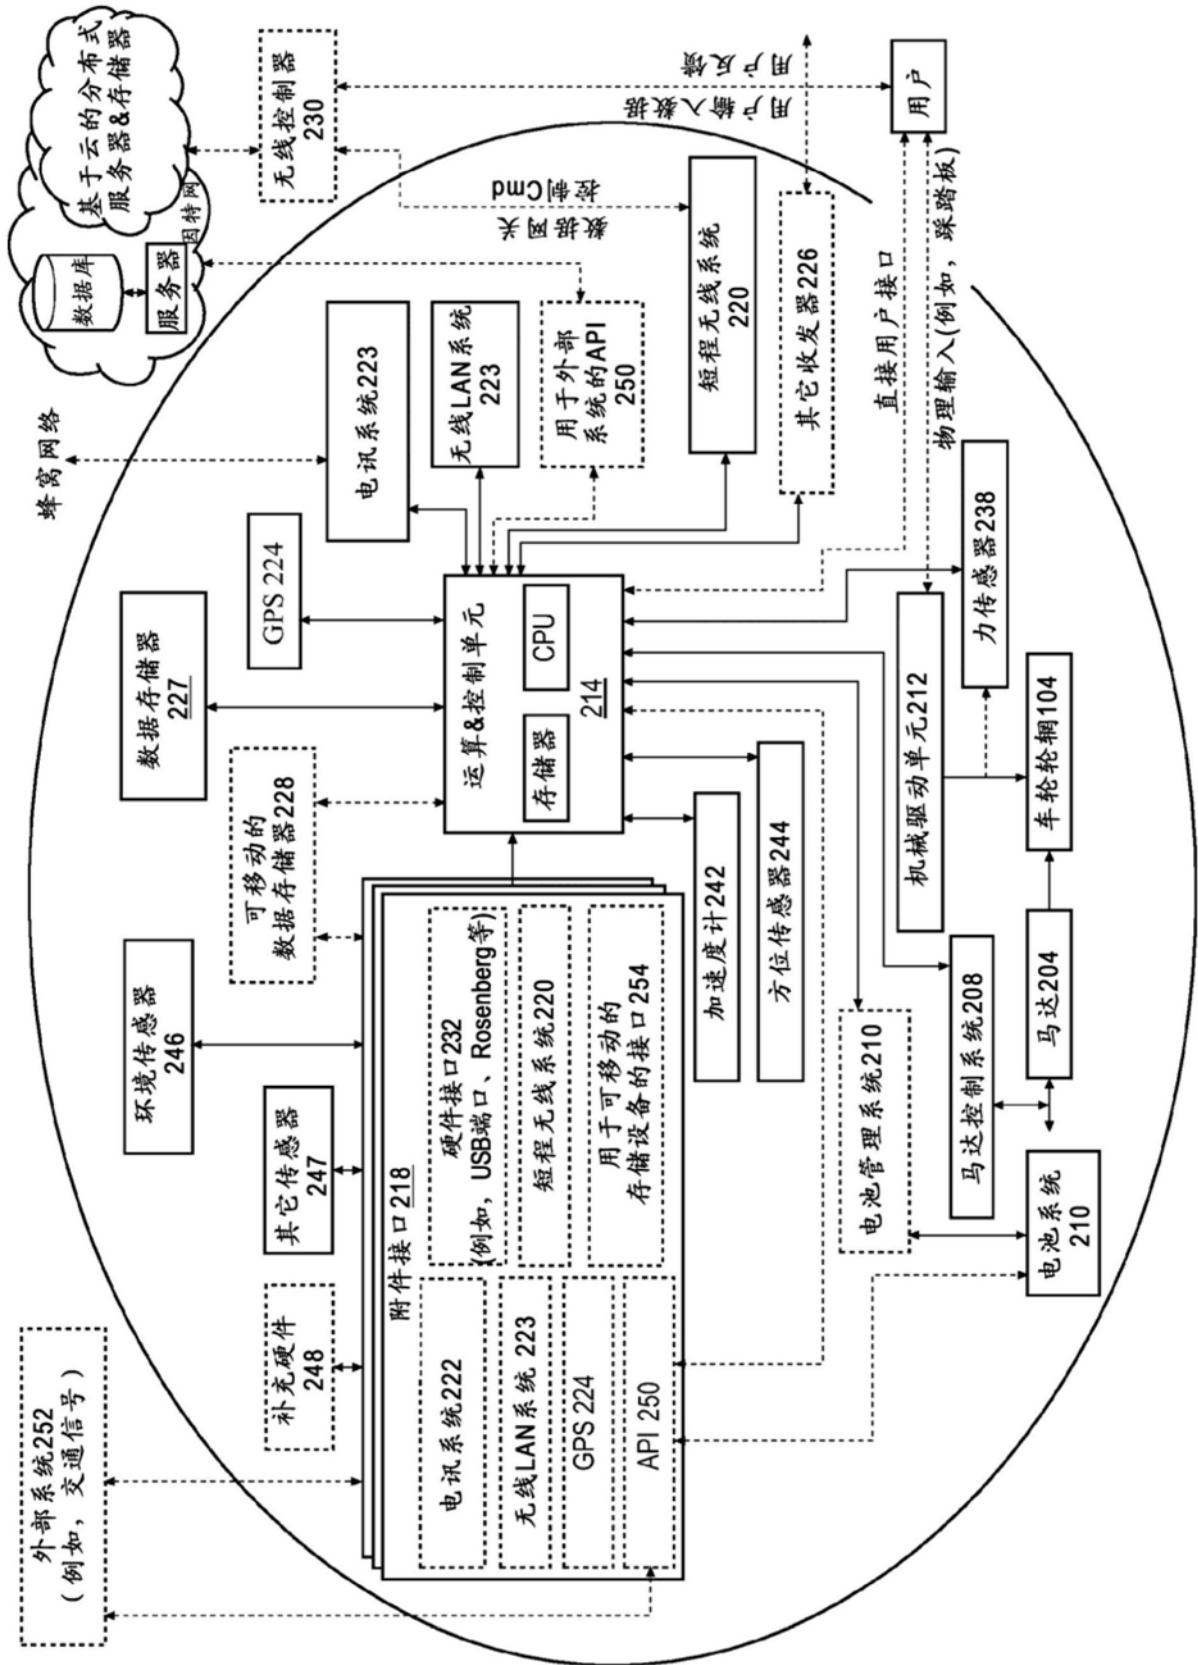 外部系统252
(例如，交通信号)
补充硬件
248
其它传感器
247
环境传感器
246
可移动的
数据存储器228
数据存储器
227
GPS 224
蜂窝网络
电讯系统223
无线LAN系统
223
用于外部
系统的API
250
数据库
服务器
因特网
基于云的分布式
服务器&存储器
无线控制器
230
控制Cmd
数据网关
用户反馈
用户输入数据
用户
短程无线系统
220
其它收发器226
直接用户接口
物理输入(例如，踩踏板)
附件接口218
电讯系统222
无线LAN系统 223
GPS 224
API 250
硬件接口232
(例如，USB端口、Rosenberg等)
短程无线系统220
用于可移动的
存储设备的接口254
运算&控制单元
存储器
CPU
214
加速度计242
方位传感器244
力传感器238
机械驱动单元212
车轮轮辋104
马达204
马达控制系统208
电池管理系统210
电池系统
210